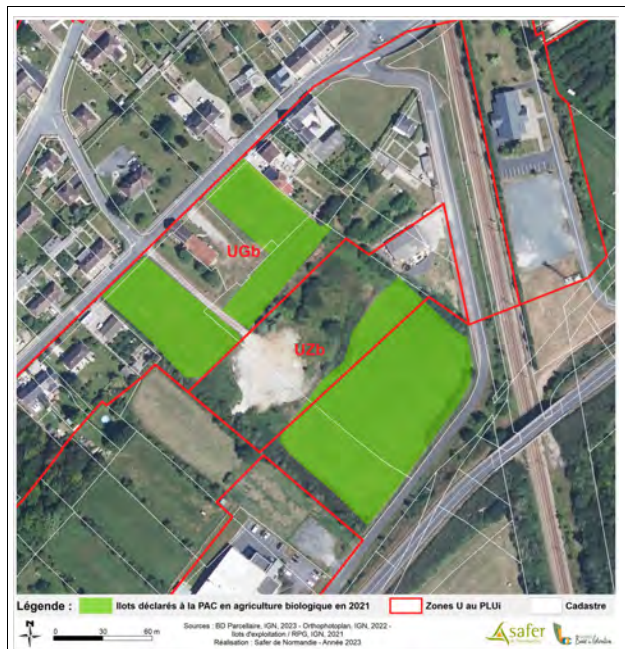 UGb
UZb
Légende :
Ilots déclarés à la PAC en agriculture biologique en 2021
Zones U au PLUi
Cadastre
N
0 30 60 m
Sources : BD Parcellaire, IGN, 2023 - Orthophotoplan, IGN, 2022 -
Ilots d'exploitation / RPG, IGN, 2021
Réalisation : Safer de Normandie - Année 2023
safer